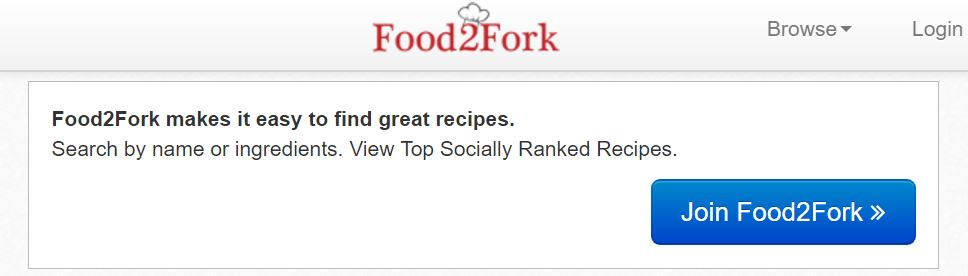 Food2Fork
Browse
Login
Food2Fork makes it easy to find great recipes.
Search by name or ingredients. View Top Socially Ranked Recipes.
Join Food2Fork »